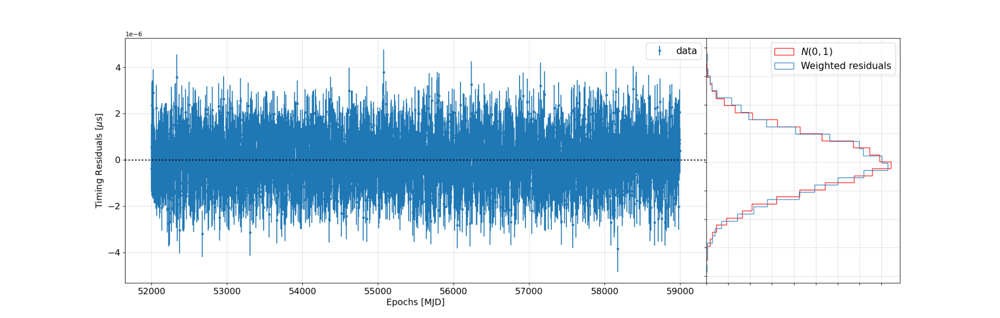 1e−6
data
N(0, 1)
Weighted residuals
4
2
0
−2
−4
Timing Residuals [μs]
52000 53000 54000 55000 56000 57000 58000 59000
Epochs [MJD]